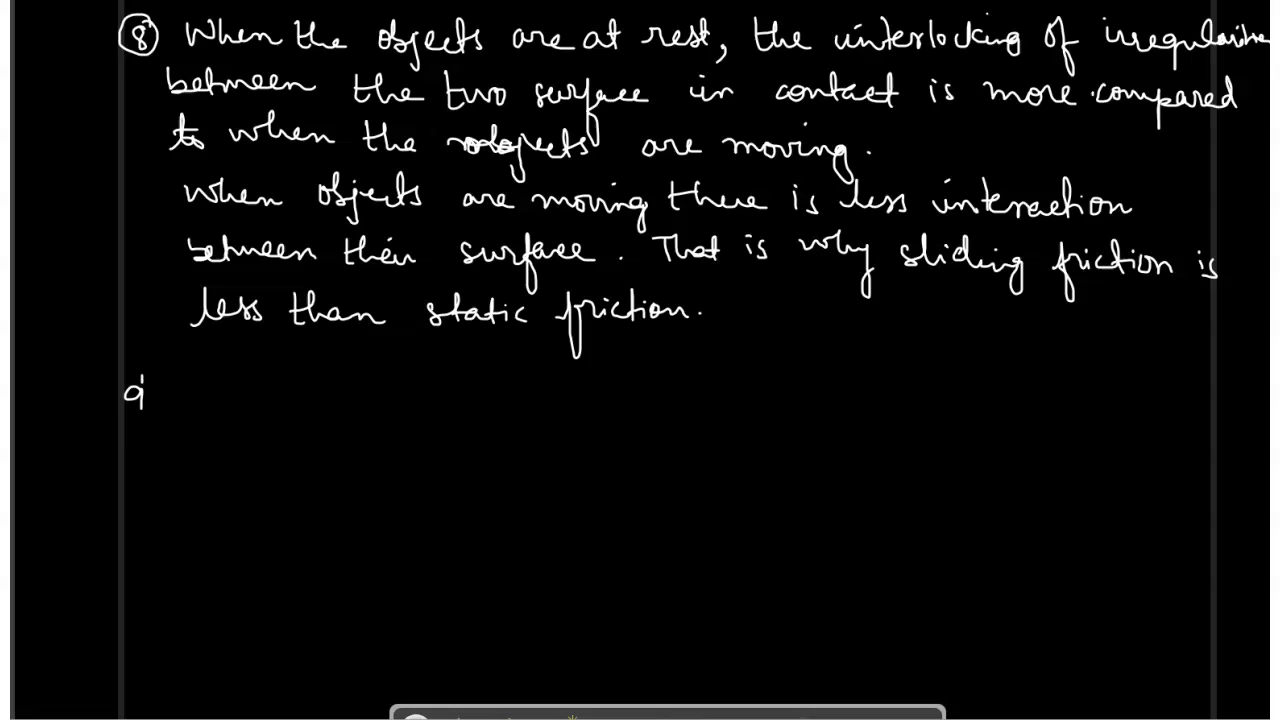 ⑧ When the objects are at rest, the interlocking of irregularities
between the two surface in contact is more compared
to when the objects are moving.
When objects are moving there is less interaction
between their surface. That is why sliding friction is
less than static friction.
9